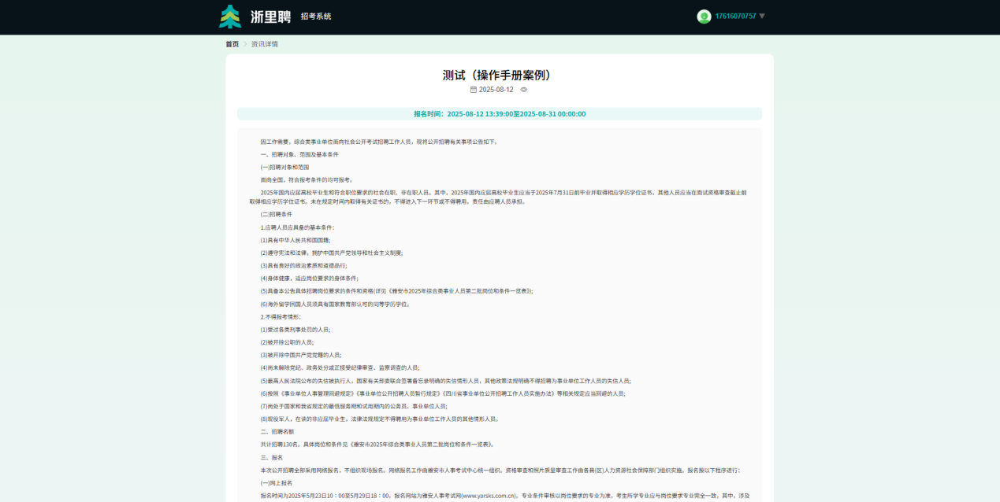 浙里聘 招考系统
17616070757
首页 > 资讯详情
测试（操作手册案例）
2025-08-12
报名时间：2025-08-12 13:39:00至2025-08-31 00:00:00
因工作需要，综合类事业单位面向社会公开考试招聘工作人员，现将公开招聘有关事项公告如下。
一、招聘对象、范围及基本条件
(一)招聘对象和范围
面向全国，符合报考条件的均可报考。
2025年国内应届高校毕业生和符合职位要求的社会在职、非在职人员。其中，2025年国内应届高校毕业生应当于2025年7月31日前毕业并取得相应学历学位证书，其他人员应当在面试资格审查截止前
取得相应学历学位证书。未在规定时间内取得有关证书的，不得进入下一环节或不得聘用，责任由应聘人员承担。
(二)招聘条件
1.应聘人员应具备的基本条件：
(1)具有中华人民共和国国籍;
(2)遵守宪法和法律，拥护中国共产党领导和社会主义制度;
(3)具有良好的政治素质和道德品行;
(4)身体健康，适应岗位要求的身体条件;
(5)具备本公告具体招聘岗位要求的条件和资格(详见《雅安市2025年综合类事业人员第二批岗位和条件一览表》);
(6)海外留学回国人员须具有国家教育部认可的同等学历学位。
2.不得报考情形：
(1)受过各类刑事处罚的人员;
(2)被开除公职的人员;
(3)被开除中国共产党党籍的人员;
(4)尚未解除党纪、政务处分或正接受纪律审查、监察调查的人员;
(5)最高人民法院公布的失信被执行人，国家有关部委联合签署备忘录明确的失信情形人员，其他政策法规明确不得招聘为事业单位工作人员的失信人员;
(6)按照《事业单位人事管理回避规定》《事业单位公开招聘人员暂行规定》《四川省事业单位公开招聘工作人员实施办法》等相关规定应当回避的人员;
(7)尚处于国家和我省规定的最低服务期和试用期内的公务员、事业单位人员;
(8)现役军人，在读的非应届毕业生，法律法规规定不得聘用为事业单位工作人员的其他情形人员。
二、招聘名额
共计招聘130名。具体岗位和条件见《雅安市2025年综合类事业人员第二批岗位和条件一览表》。
三、报名
本次公开招聘全部采用网络报名，不组织现场报名。网络报名工作由雅安市人事考试中心统一组织。资格审查和照片质量审查工作由各县(区)人力资源社会保障部门组织实施。报名按以下程序进行：
(一)网上报名
报名时间为2025年5月23日10：00至5月29日18：00。报名网站为雅安人事考试网(www.yarsks.com.cn)。专业条件审核以岗位要求的专业为准，考生所学专业应与岗位要求专业完全一致，其中，涉及